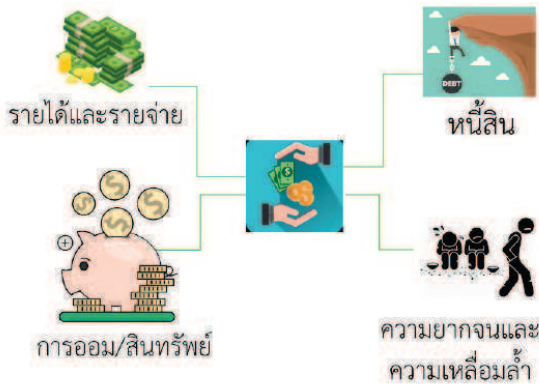 รายได้และรายจ่าย
DEBT
หนี้สิน
การออม/สินทรัพย์
ความยากจนและ
ความเหลื่อมล้ำ